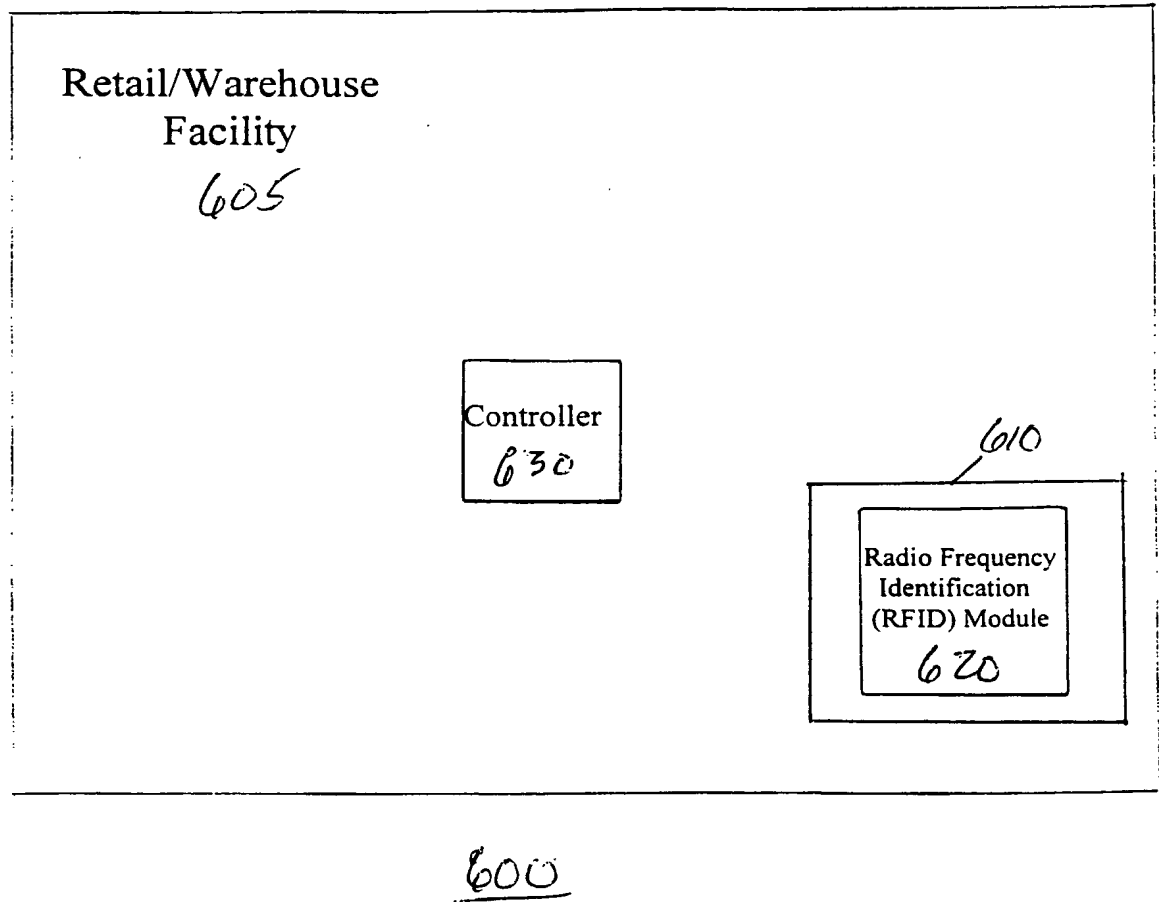 Retail/Warehouse
Facility
605
Controller
630
610
Radio Frequency
Identification
(RFID) Module
620
600